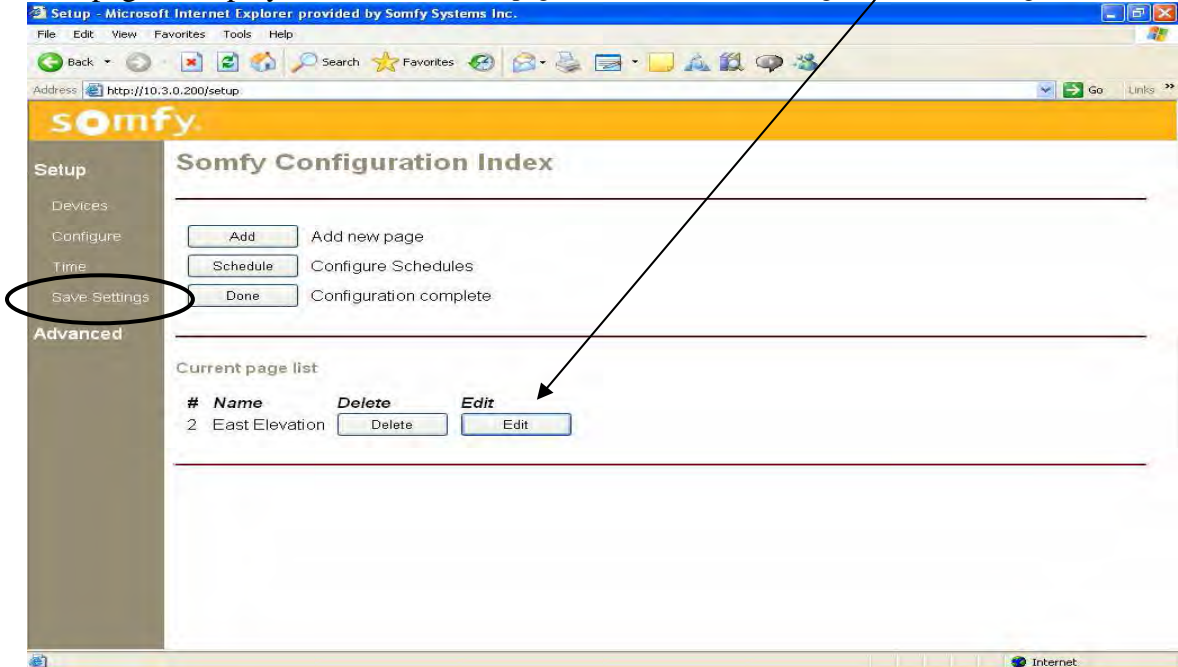 Setup - Microsoft Internet Explorer provided by Somfy Systems Inc.
File Edit View Favorites Tools Help
Back Search Favorites
Address http://10.3.0.200/setup Go Links »
somfy.
Setup
Devices
Configure
Time
Save Settings
Advanced
Somfy Configuration Index
Add Add new page
Schedule Configure Schedules
Done Configuration complete
Current page list
# Name Delete Edit
2 East Elevation Delete Edit
Internet